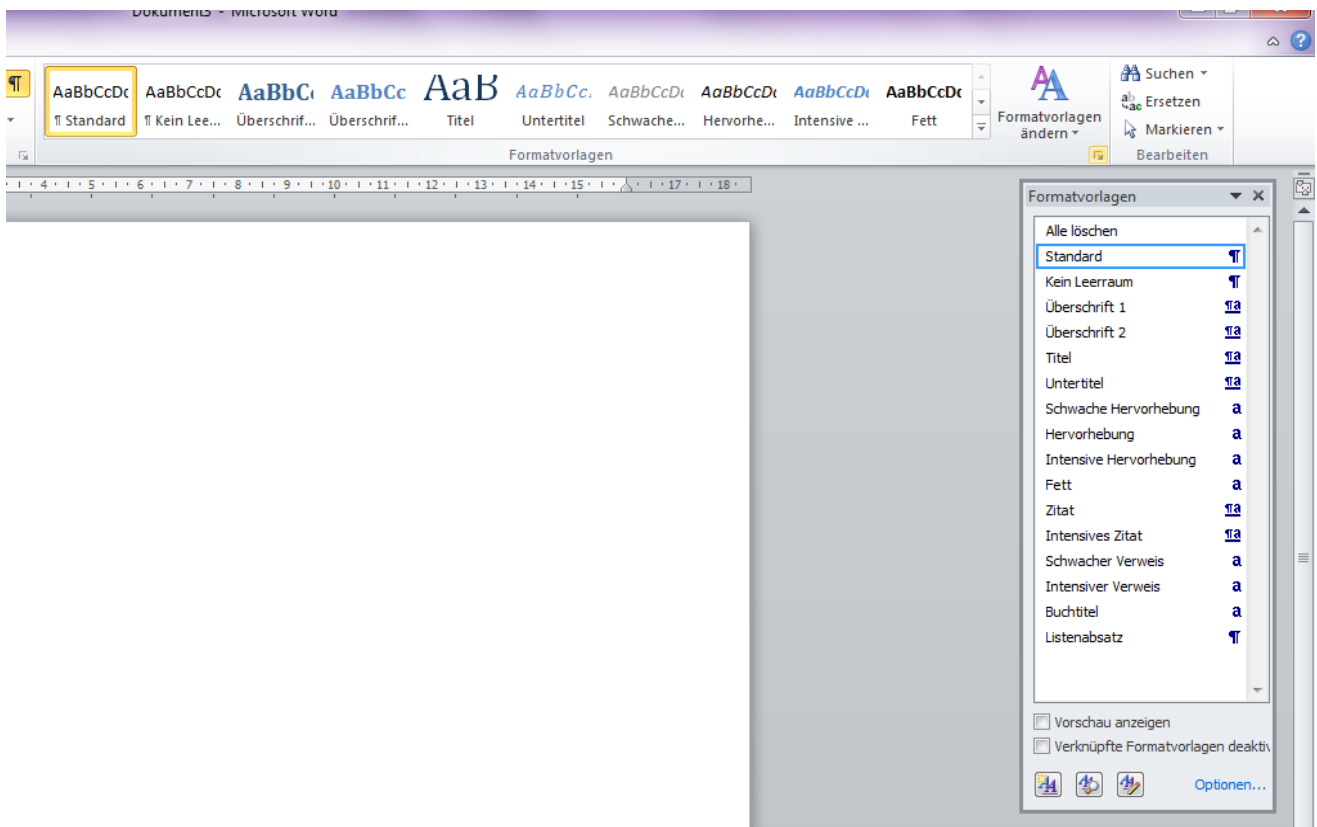 Dokument3 - Microsoft Word
?
¶
AaBbCcDc AaBbCcDc AaBbC AaBbCc AaB AaBbCc. AaBbCcDc AaBbCcDc AaBbCcDc AaBbCcDc
¶ Standard ¶ Kein Lee... Überschrif... Überschrif... Titel Untertitel Schwache... Hervorhe... Intensive ... Fett
Formatvorlagen ändern
Suchen
Ersetzen
Markieren
Formatvorlagen
Bearbeiten
4 5 6 7 8 9 10 11 12 13 14 15 17 18
Formatvorlagen
Alle löschen
Standard ¶
Kein Leerraum ¶
Überschrift 1 ¶a
Überschrift 2 ¶a
Titel ¶a
Untertitel ¶a
Schwache Hervorhebung a
Hervorhebung a
Intensive Hervorhebung a
Fett a
Zitat ¶a
Intensives Zitat ¶a
Schwacher Verweis a
Intensiver Verweis a
Buchtitel a
Listenabsatz ¶
Vorschau anzeigen
Verknüpfte Formatvorlagen deaktiv
Optionen...